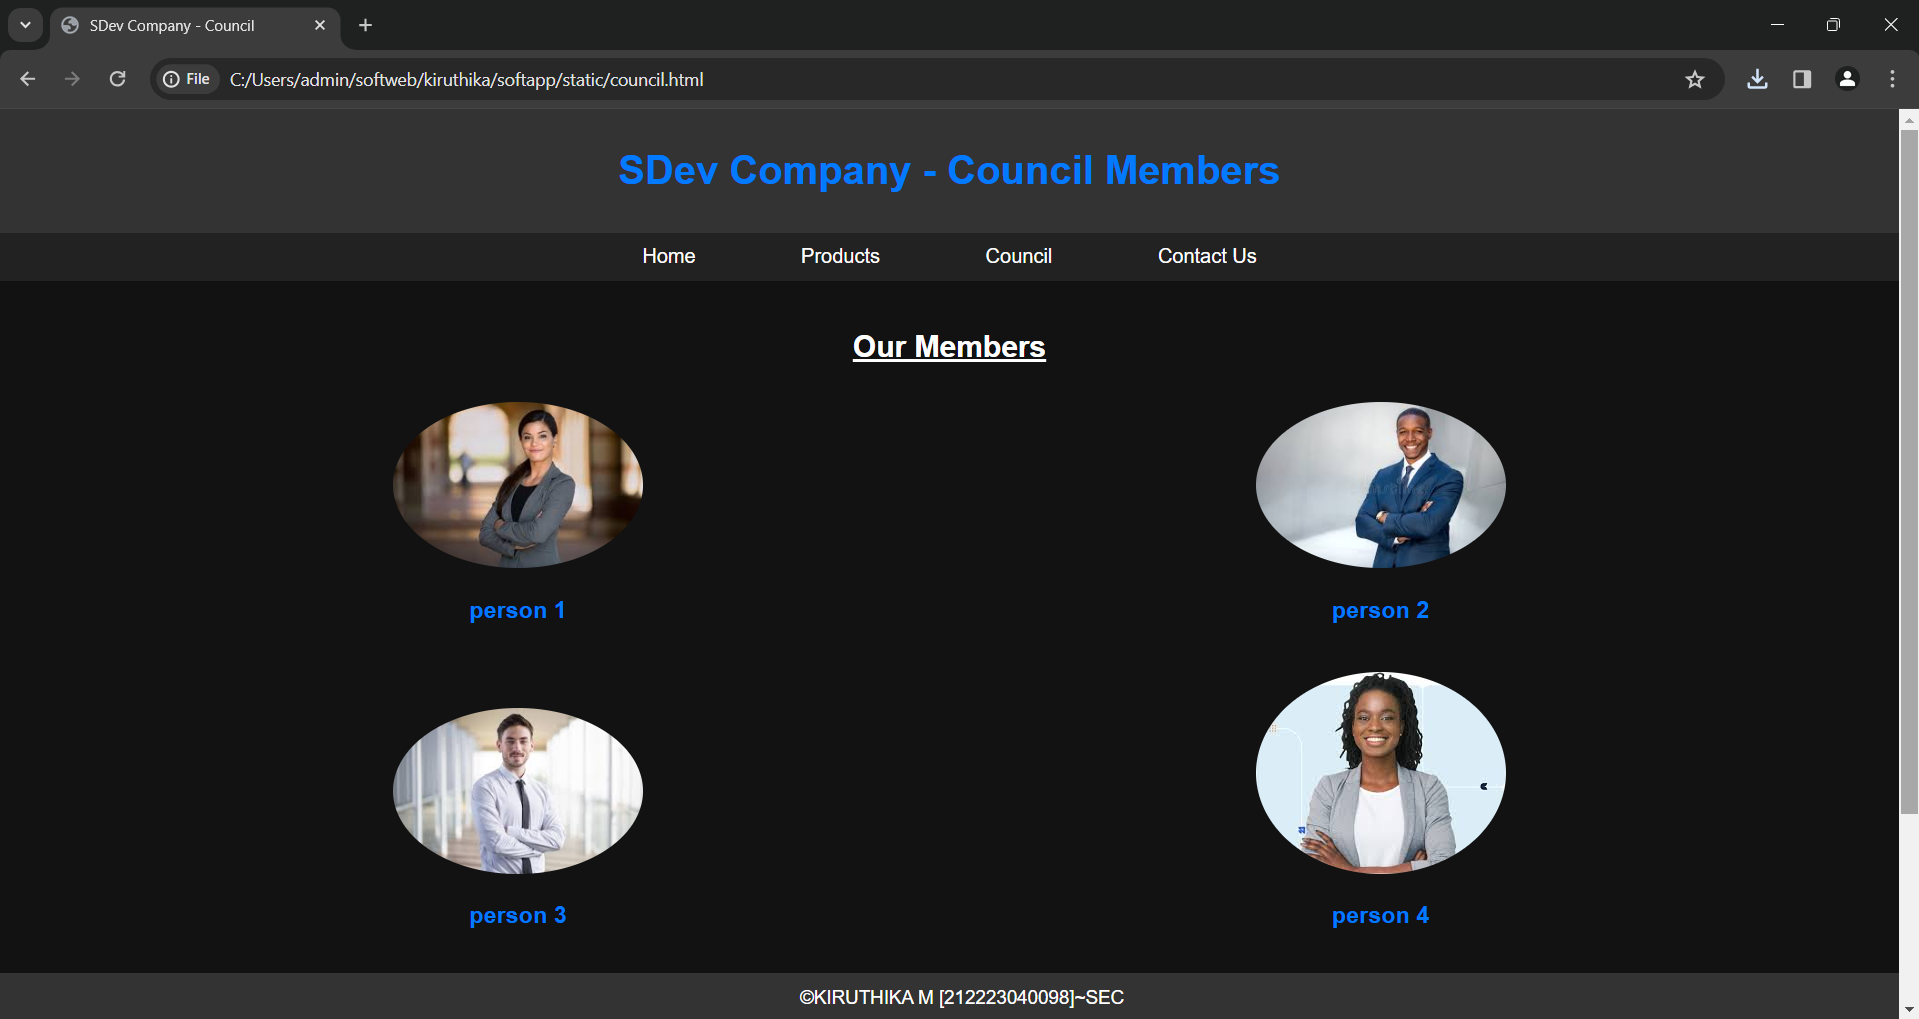 SDev Company - Council
File C:/Users/admin/softweb/kiruthika/softapp/static/council.html
SDev Company - Council Members
Home Products Council Contact Us
Our Members
person 1 person 2
person 3 person 4
©KIRUTHIKA M [212223040098]~SEC